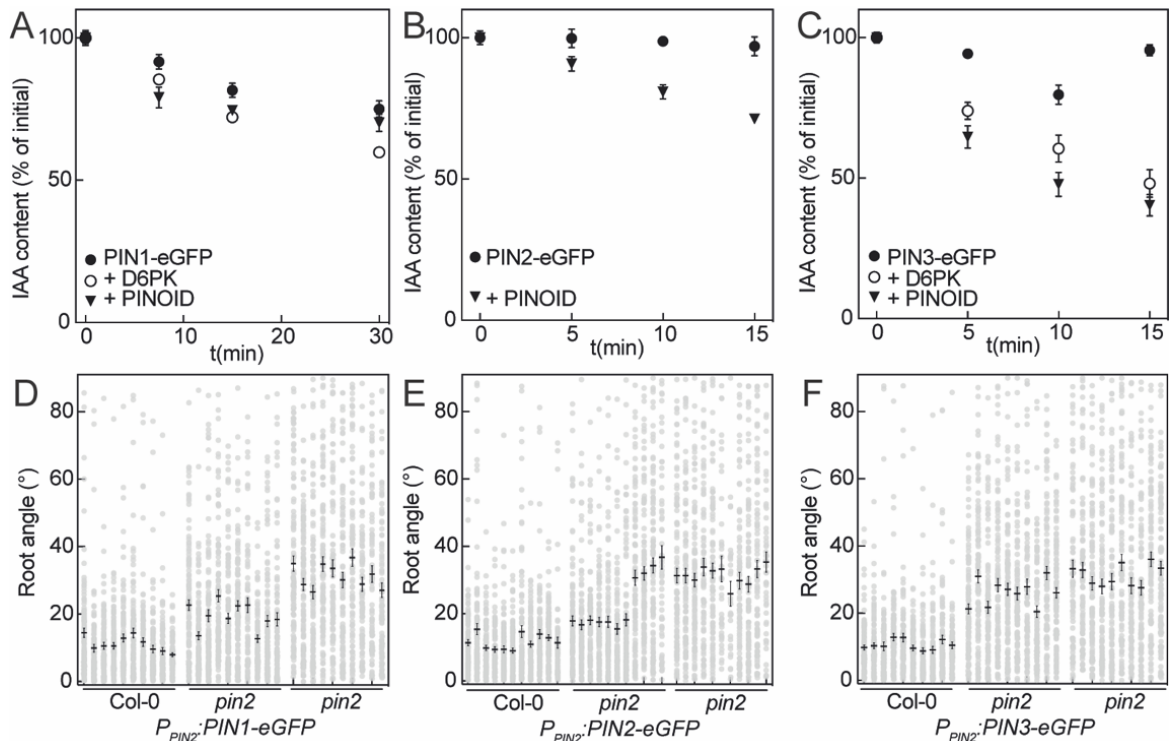 A
IAA content (% of initial)
100
50
0
PIN1-eGFP
+ D6PK
+ PINOID
0 10 20 30
t(min)
B
IAA content (% of initial)
100
50
0
PIN2-eGFP
+ PINOID
0 5 10 15
t(min)
C
IAA content (% of initial)
100
50
0
PIN3-eGFP
+ D6PK
+ PINOID
0 5 10 15
t(min)
D
Root angle (°)
80
60
40
20
0
Col-0 pin2 pin2
P_PIN2:PIN1-eGFP
E
Root angle (°)
80
60
40
20
0
Col-0 pin2 pin2
P_PIN2:PIN2-eGFP
F
Root angle (°)
80
60
40
20
0
Col-0 pin2 pin2
P_PIN2:PIN3-eGFP